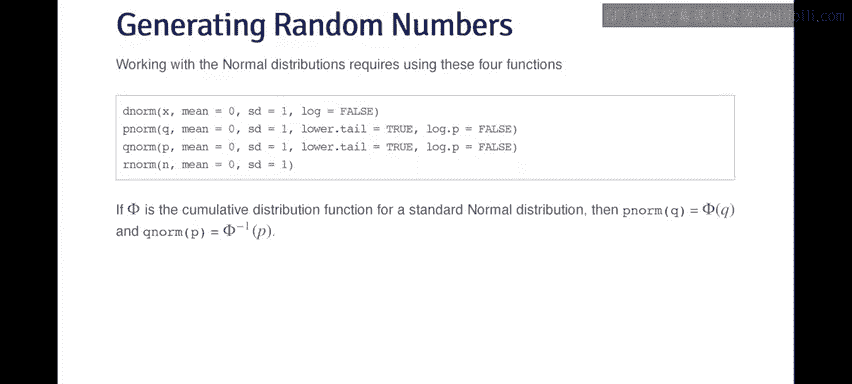 Generating Random Numbers
Working with the Normal distributions requires using these four functions
dnorm(x, mean = 0, sd = 1, log = FALSE)
pnorm(q, mean = 0, sd = 1, lower.tail = TRUE, log.p = FALSE)
qnorm(p, mean = 0, sd = 1, lower.tail = TRUE, log.p = FALSE)
rnorm(n, mean = 0, sd = 1)
If Φ is the cumulative distribution function for a standard Normal distribution, then pnorm(q) = Φ(q)
and qnorm(p) = Φ⁻¹(p).